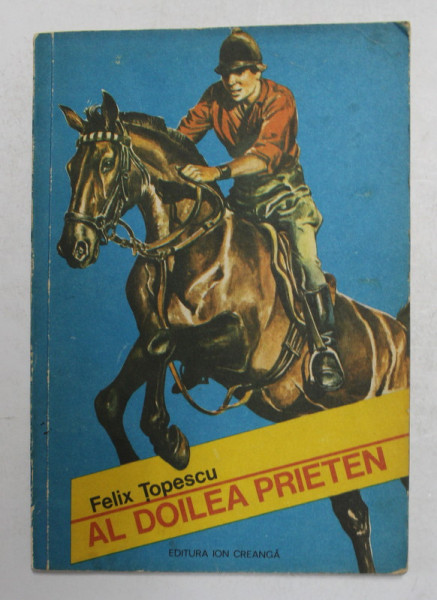 Felix Topescu
AL DOILEA PRIETEN
EDITURA ION CREANGĂ